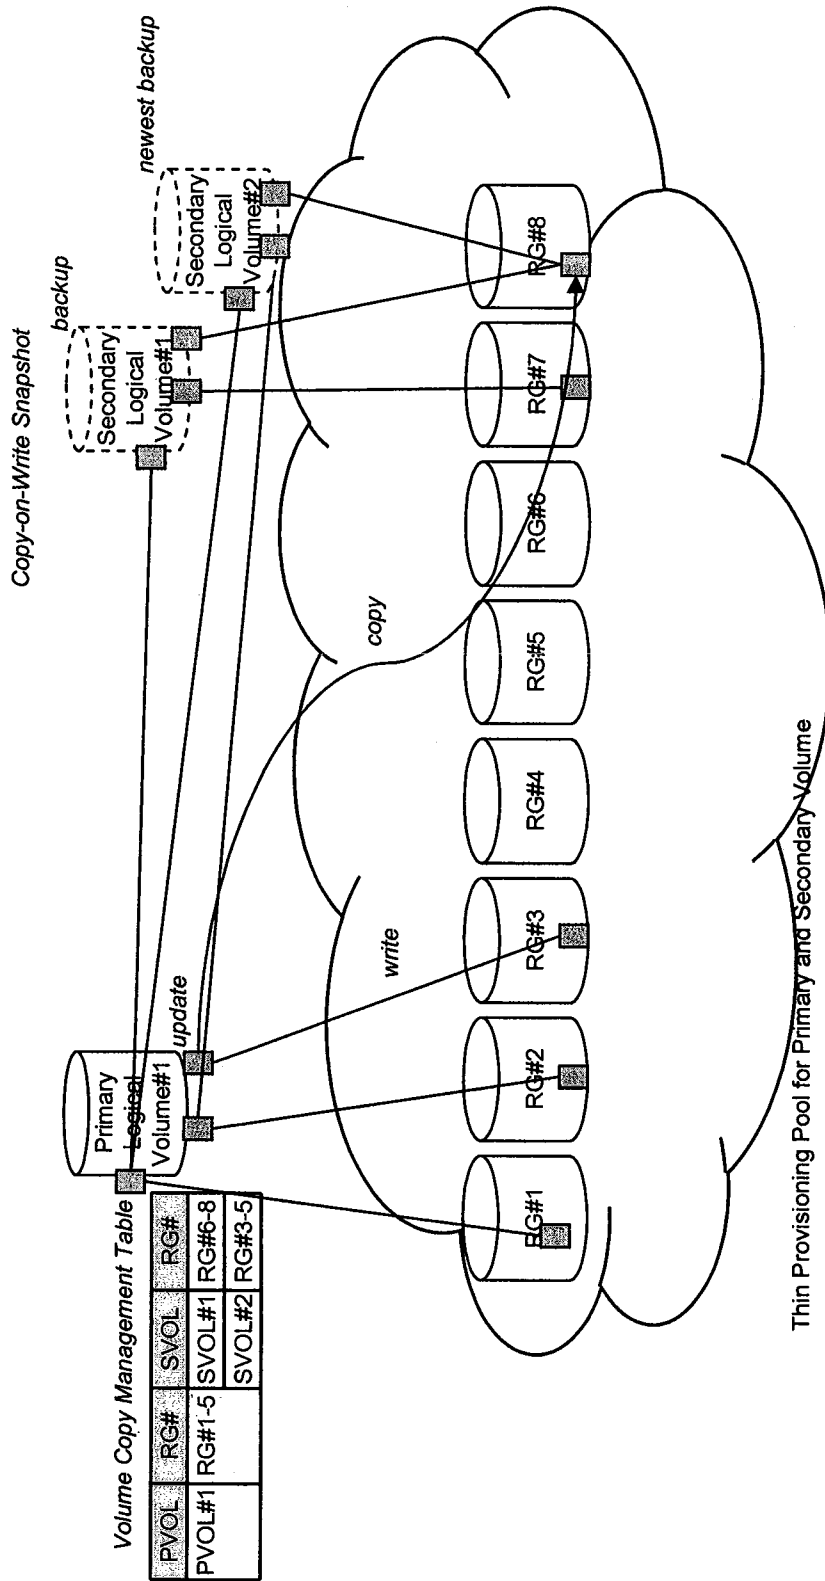 Copy-on-Write Snapshot
Volume Copy Management Table
PVOL RG# SVOL RG#
PVOL#1 RG#1-5 SVOL#1 RG#6-8
SVOL#2 RG#3-5
Primary
Logical
Volume#1
update
backup
Secondary
Logical
Volume#1
newest backup
Secondary
Logical
Volume#2
write
copy
RG#1
RG#2
RG#3
RG#4
RG#5
RG#6
RG#7
RG#8
Thin Provisioning Pool for Primary and Secondary Volume